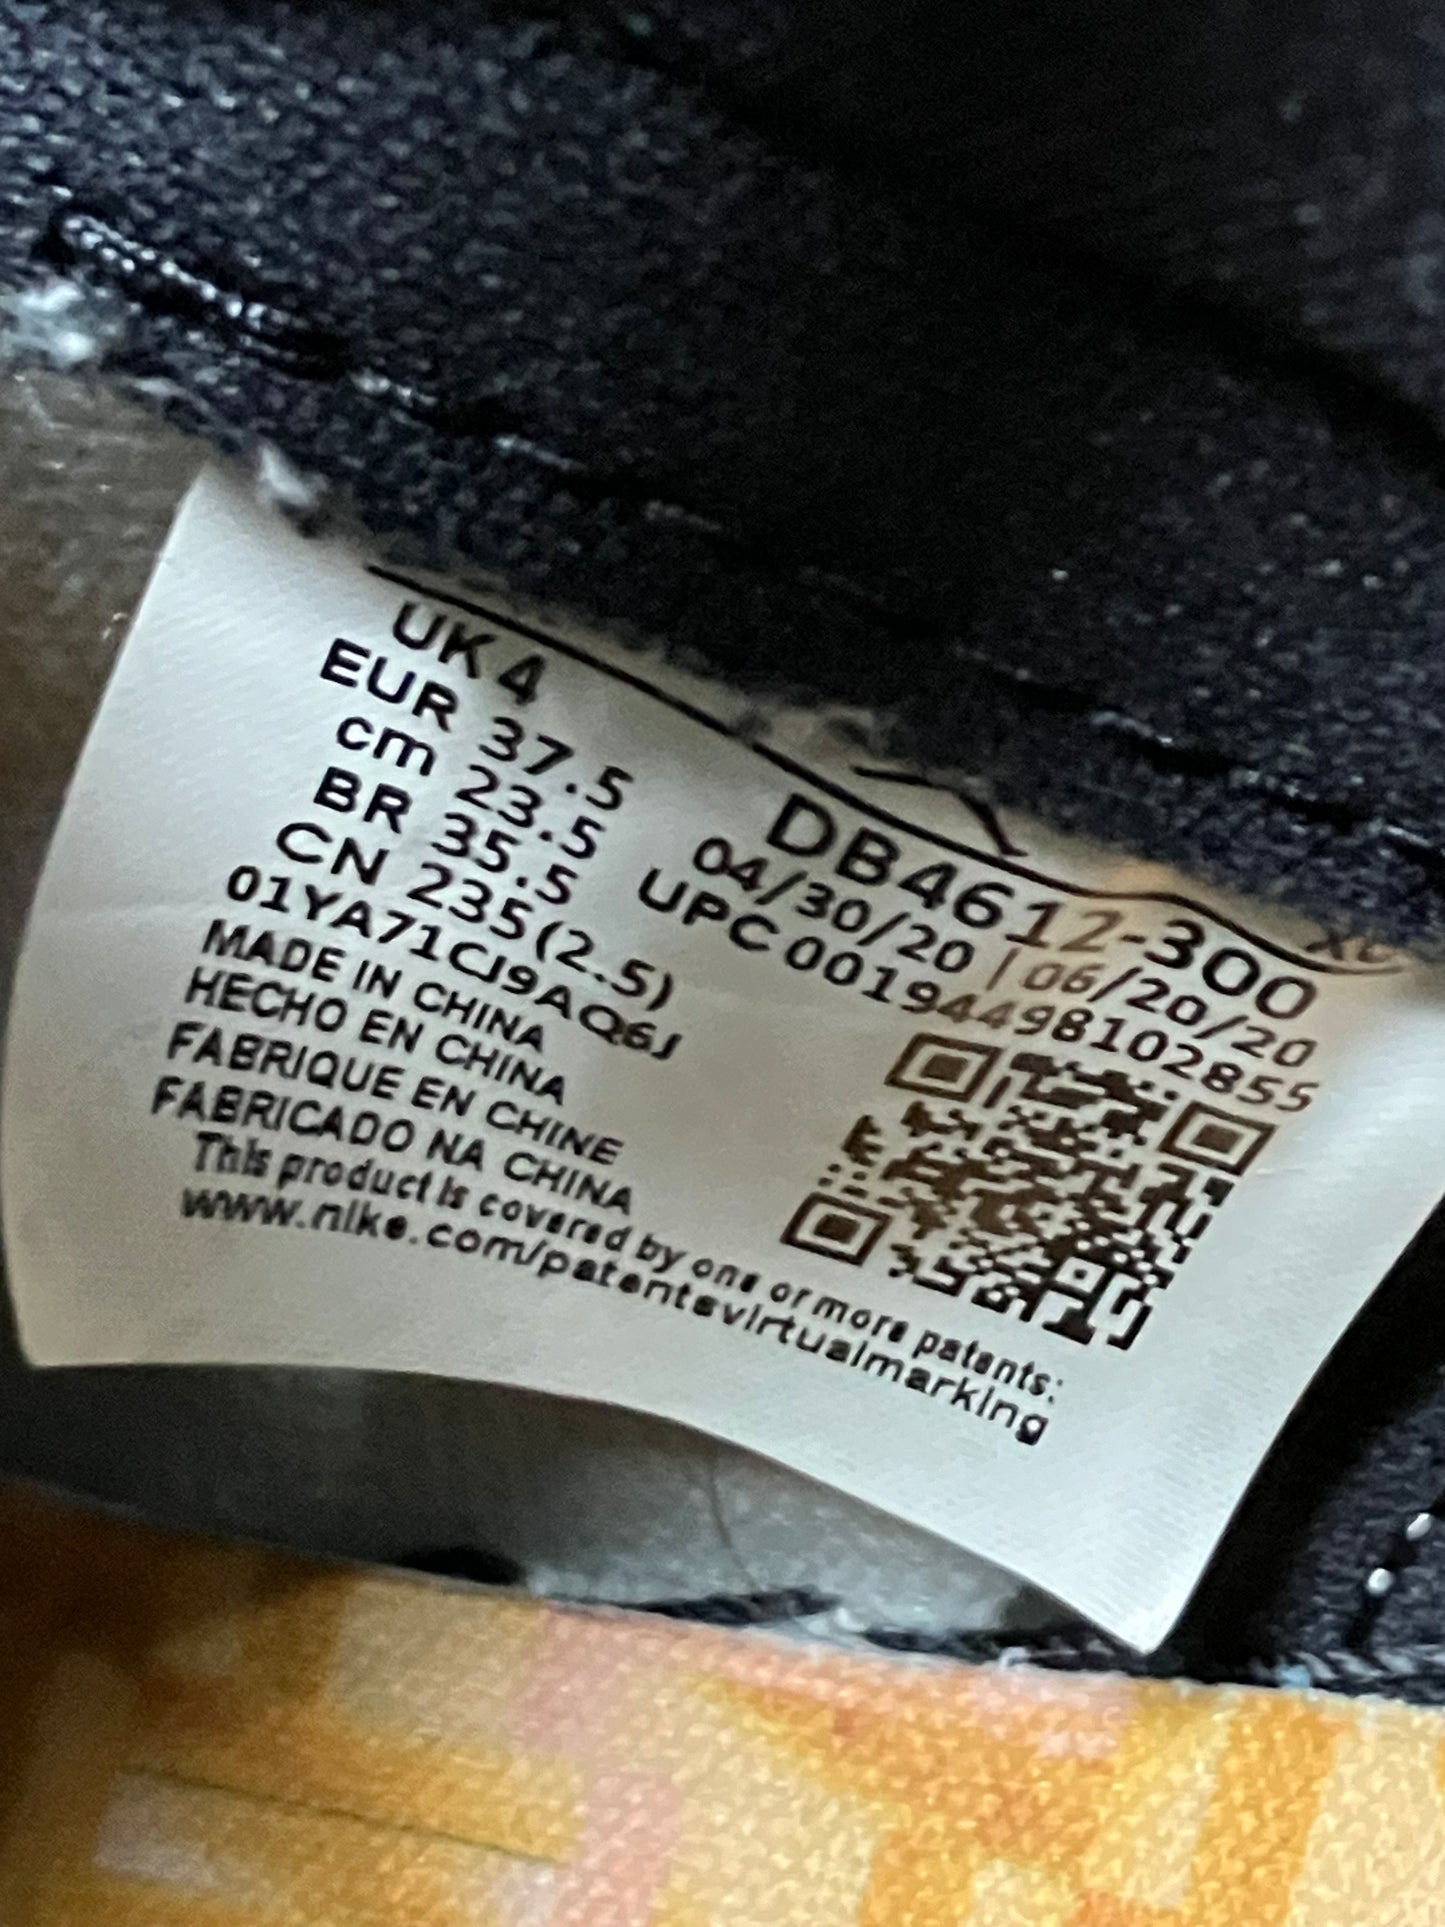 UK 4
EUR 37.5
cm 23.5
BR 35.5
CN 235(2.5)
01YA71CJ9AQ6J
MADE IN CHINA
HECHO EN CHINA
FABRIQUE EN CHINE
FABRICADO NA CHINA
This product is covered by one or more patents:
www.nike.com/patentsvirtualmarking
DB4612-300
04/30/20 | 06/20/20
UPC 00194498102855